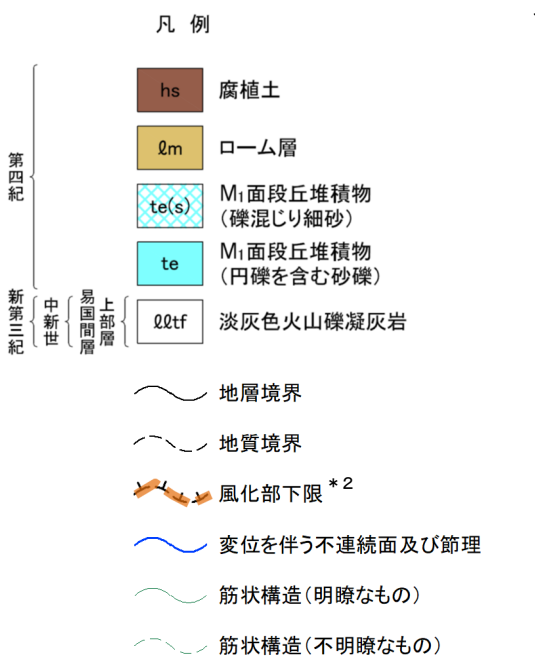 凡 例
第四紀
hs 腐植土
ℓm ローム層
te(s) M₁面段丘堆積物
(礫混じり細砂)
te M₁面段丘堆積物
(円礫を含む砂礫)
新第三紀 中新世 易国間層 上部層
ℓℓtf 淡灰色火山礫凝灰岩
地層境界
地質境界
風化部下限*2
変位を伴う不連続面及び節理
筋状構造(明瞭なもの)
筋状構造(不明瞭なもの)